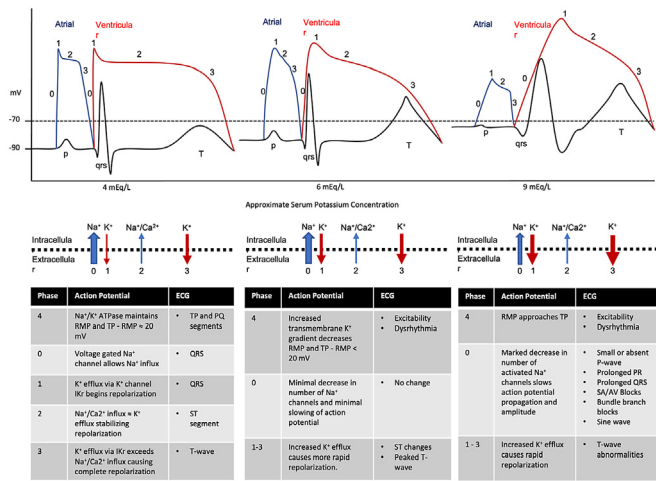 Atrial
Ventricula
r
1
1
2
2
3
3
0
0
p
qrs
T
Atrial
Ventricula
r
1
1
2
2
3
3
0
0
p
qrs
T
Atrial
Ventricula
r
1
1
2
2
3
3
0
0
p
qrs
T
mV
-70
-90
4 mEq/L
6 mEq/L
9 mEq/L
Approximate Serum Potassium Concentration
Na⁺ K⁺ Na⁺/Ca²⁺ K⁺
Intracellula
Extracellula
r
0 1 2 3
Na⁺ K⁺ Na⁺/Ca2⁺ K⁺
Intracellula
Extracellula
r
0 1 2 3
Na⁺ K⁺ Na⁺/Ca2⁺ K⁺
Intracellula
Extracellula
r
0 1 2 3
Phase Action Potential ECG
4 Na⁺/K⁺ ATPase maintains
RMP and TP - RMP ≈ 20
mV
• TP and PQ
segments
0 Voltage gated Na⁺
channel allows Na⁺ influx
• QRS
1 K⁺ efflux via K⁺ channel
IKr begins repolarization
• QRS
2 Na⁺/Ca2⁺ influx ≈ K⁺
efflux stabilizing
repolarization
• ST
segment
3 K⁺ efflux via IKr exceeds
Na⁺/Ca2⁺ influx causing
complete repolarization
• T-wave
Phase Action Potential ECG
4 Increased
transmembrane K⁺
gradient decreases
RMP and TP - RMP <
20 mV
• Excitability
• Dysrhythmia
0 Minimal decrease in
number of Na⁺
channels and minimal
slowing of action
potential
• No change
1-3 Increased K⁺ efflux
causes more rapid
repolarization.
• ST changes
• Peaked T-
wave
Phase Action Potential ECG
4 RMP approaches TP
• Excitability
• Dysrhythmia
0 Marked decrease in
number of
activated Na⁺
channels slows
action potential
propagation and
amplitude
• Small or absent
P-wave
• Prolonged PR
• Prolonged QRS
• SA/AV Blocks
• Bundle branch
blocks
• Sine wave
1 - 3 Increased K⁺ efflux
causes rapid
repolarization
• T-wave
abnormalities